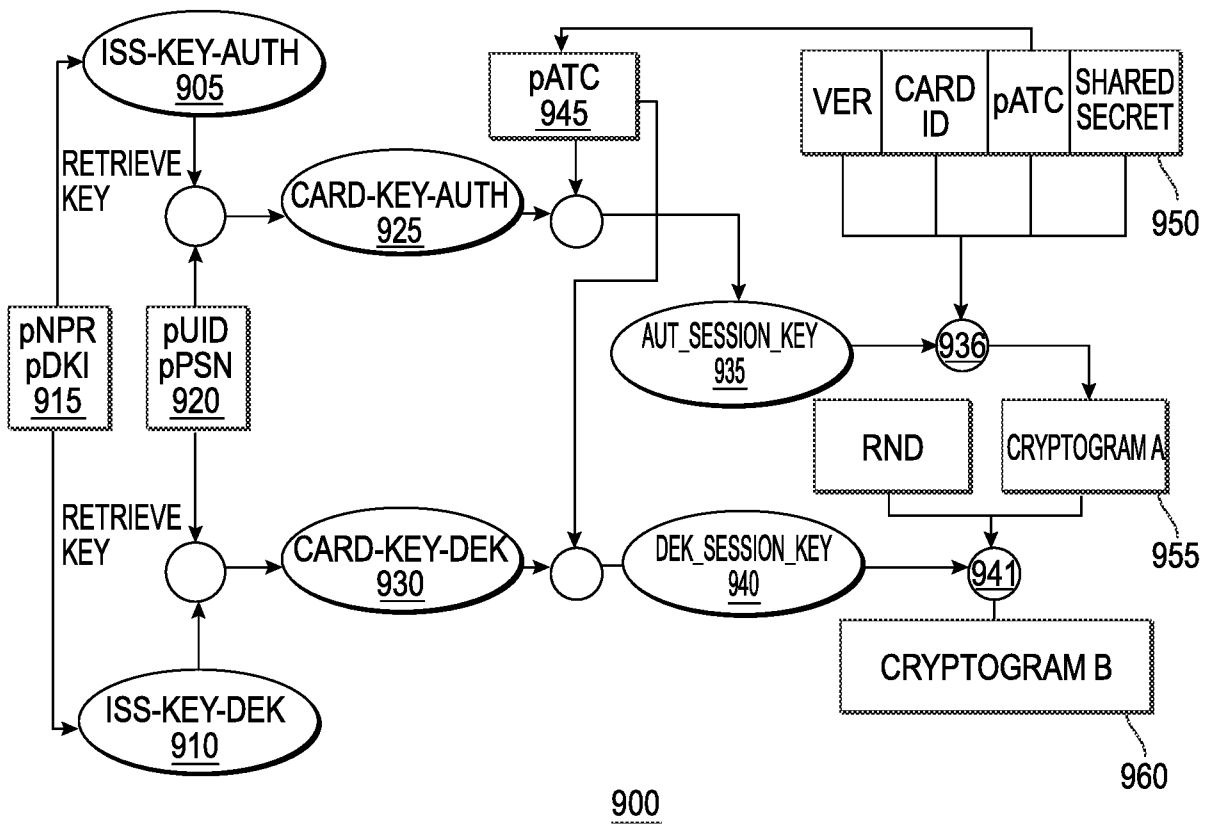 ISS-KEY-AUTH
905
RETRIEVE
KEY
pATC
945
VER
CARD
ID
pATC
SHARED
SECRET
950
CARD-KEY-AUTH
925
pNPR
pDKI
915
pUID
pPSN
920
AUT_SESSION_KEY
935
936
RND
CRYPTOGRAM A
955
RETRIEVE
KEY
CARD-KEY-DEK
930
DEK_SESSION_KEY
940
941
CRYPTOGRAM B
960
ISS-KEY-DEK
910
900